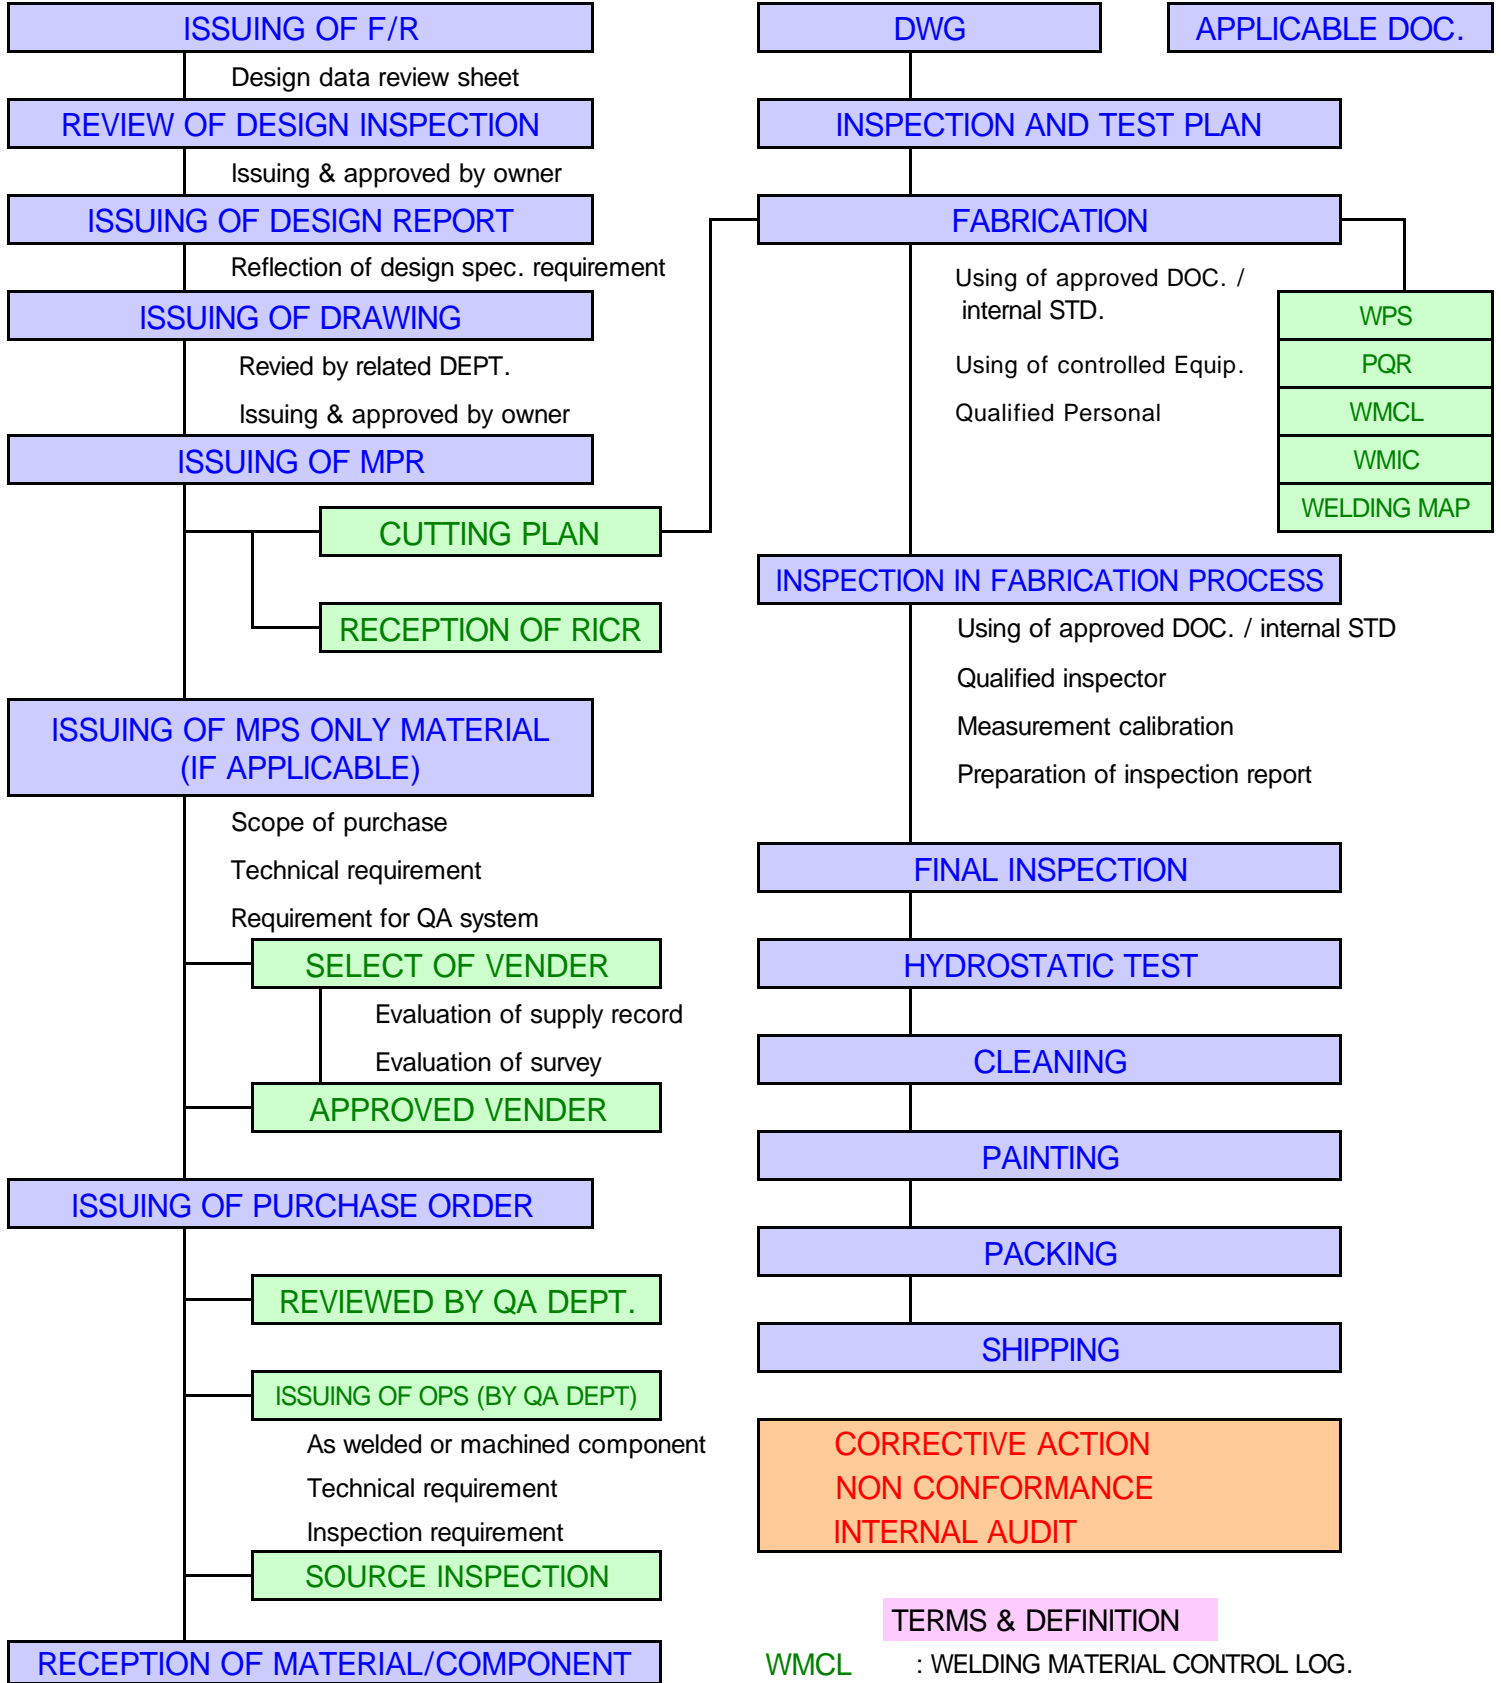 ISSUING OF F/R
Design data review sheet
REVIEW OF DESIGN INSPECTION
Issuing & approved by owner
ISSUING OF DESIGN REPORT
Reflection of design spec. requirement
ISSUING OF DRAWING
Revied by related DEPT.
Issuing & approved by owner
ISSUING OF MPR
CUTTING PLAN
RECEPTION OF RICR
ISSUING OF MPS ONLY MATERIAL
(IF APPLICABLE)
Scope of purchase
Technical requirement
Requirement for QA system
SELECT OF VENDER
Evaluation of supply record
Evaluation of survey
APPROVED VENDER
ISSUING OF PURCHASE ORDER
REVIEWED BY QA DEPT.
ISSUING OF OPS (BY QA DEPT)
As welded or machined component
Technical requirement
Inspection requirement
SOURCE INSPECTION
RECEPTION OF MATERIAL/COMPONENT
DWG
APPLICABLE DOC.
INSPECTION AND TEST PLAN
FABRICATION
Using of approved DOC. /
internal STD.
Using of controlled Equip.
Qualified Personal
WPS
PQR
WMCL
WMIC
WELDING MAP
INSPECTION IN FABRICATION PROCESS
Using of approved DOC. / internal STD
Qualified inspector
Measurement calibration
Preparation of inspection report
FINAL INSPECTION
HYDROSTATIC TEST
CLEANING
PAINTING
PACKING
SHIPPING
CORRECTIVE ACTION
NON CONFORMANCE
INTERNAL AUDIT
TERMS & DEFINITION
WMCL : WELDING MATERIAL CONTROL LOG.